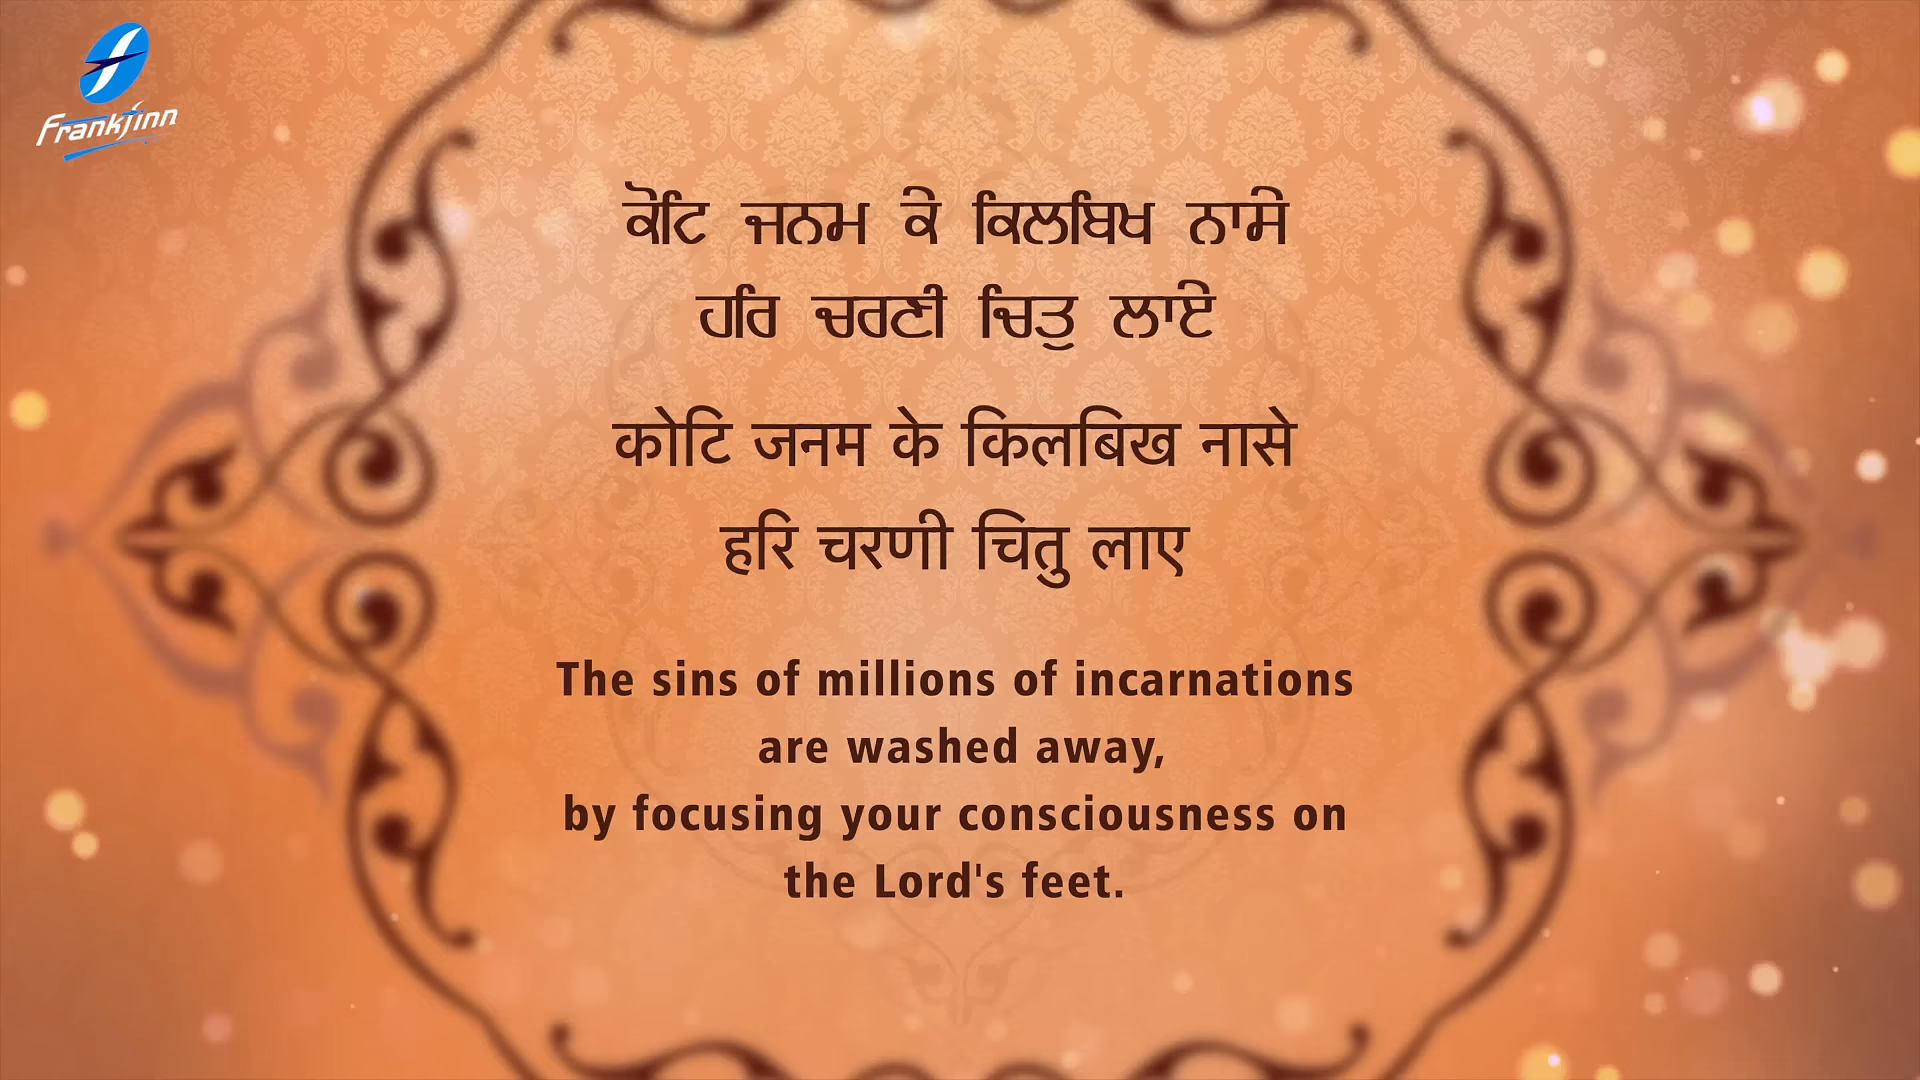 Frankfinn
ਕੋਟਿ ਜਨਮ ਕੇ ਕਿਲਬਿਖ ਨਾਸੇ
ਹਰਿ ਚਰਣੀ ਚਿਤੁ ਲਾਏ
कोटि जनम के किलबिख नासे
हरि चरणी चितु लाए
The sins of millions of incarnations
are washed away,
by focusing your consciousness on
the Lord's feet.